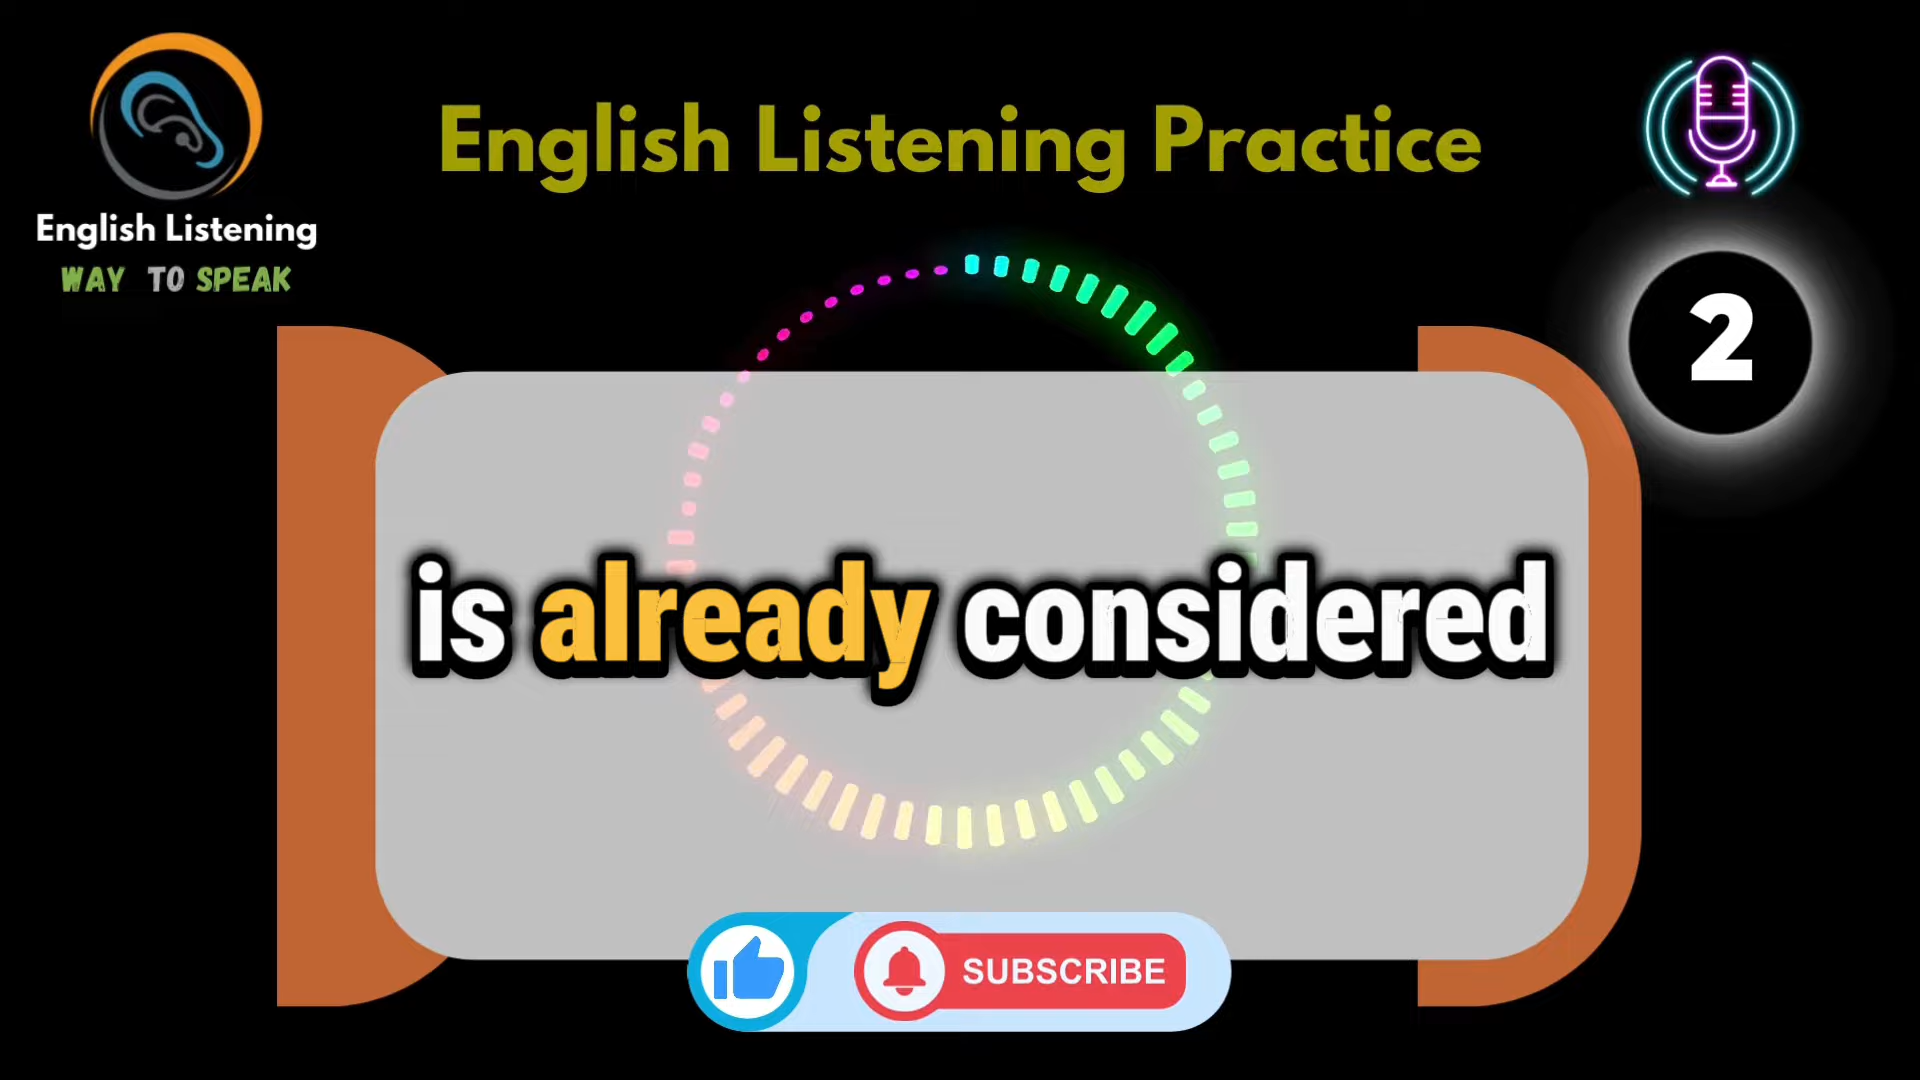 English Listening Practice
English Listening
WAY TO SPEAK
2
is already considered
SUBSCRIBE